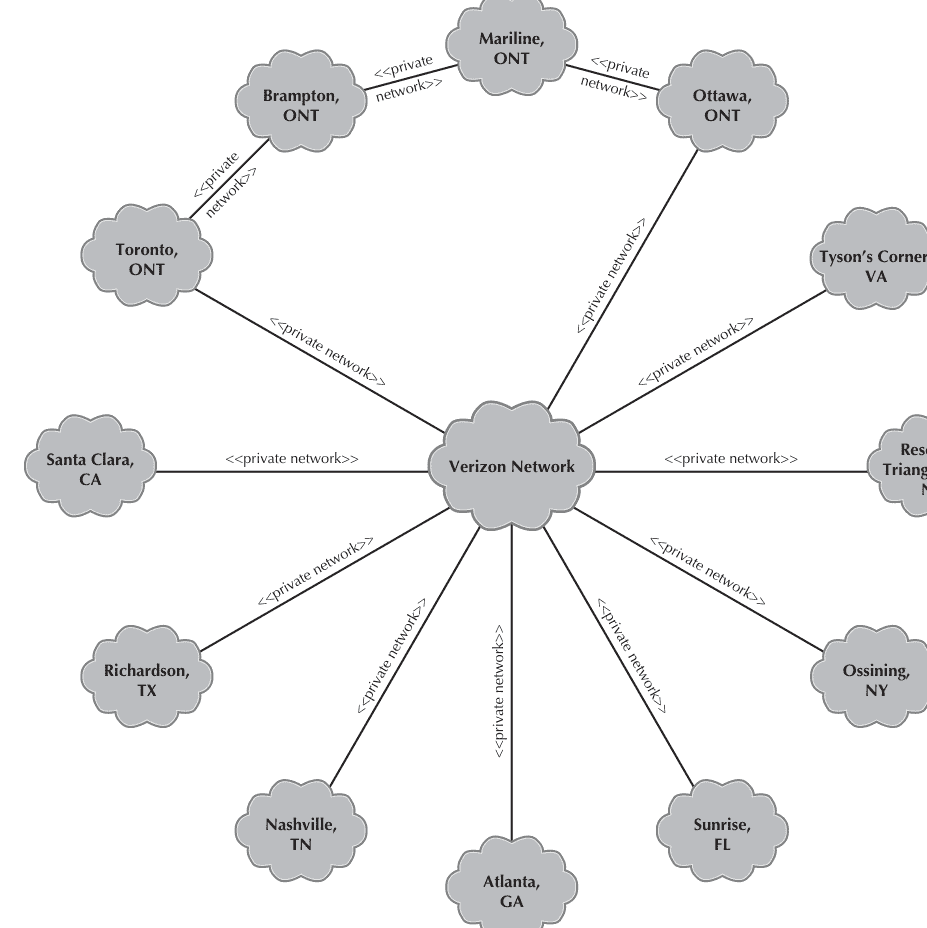 Mariline,
ONT
<<private
network>>
<<private
network>>
Brampton,
ONT
Ottawa,
ONT
<<private
network>>
Toronto,
ONT
<<private network>>
Tyson's Corner
VA
<<private network>>
<<private network>>
Santa Clara,
CA
<<private network>>
Verizon Network
<<private network>>
<<private network>>
<<private network>>
<<private network>>
<<private network>>
<<private network>>
Richardson,
TX
Ossining,
NY
Nashville,
TN
Sunrise,
FL
Atlanta,
GA